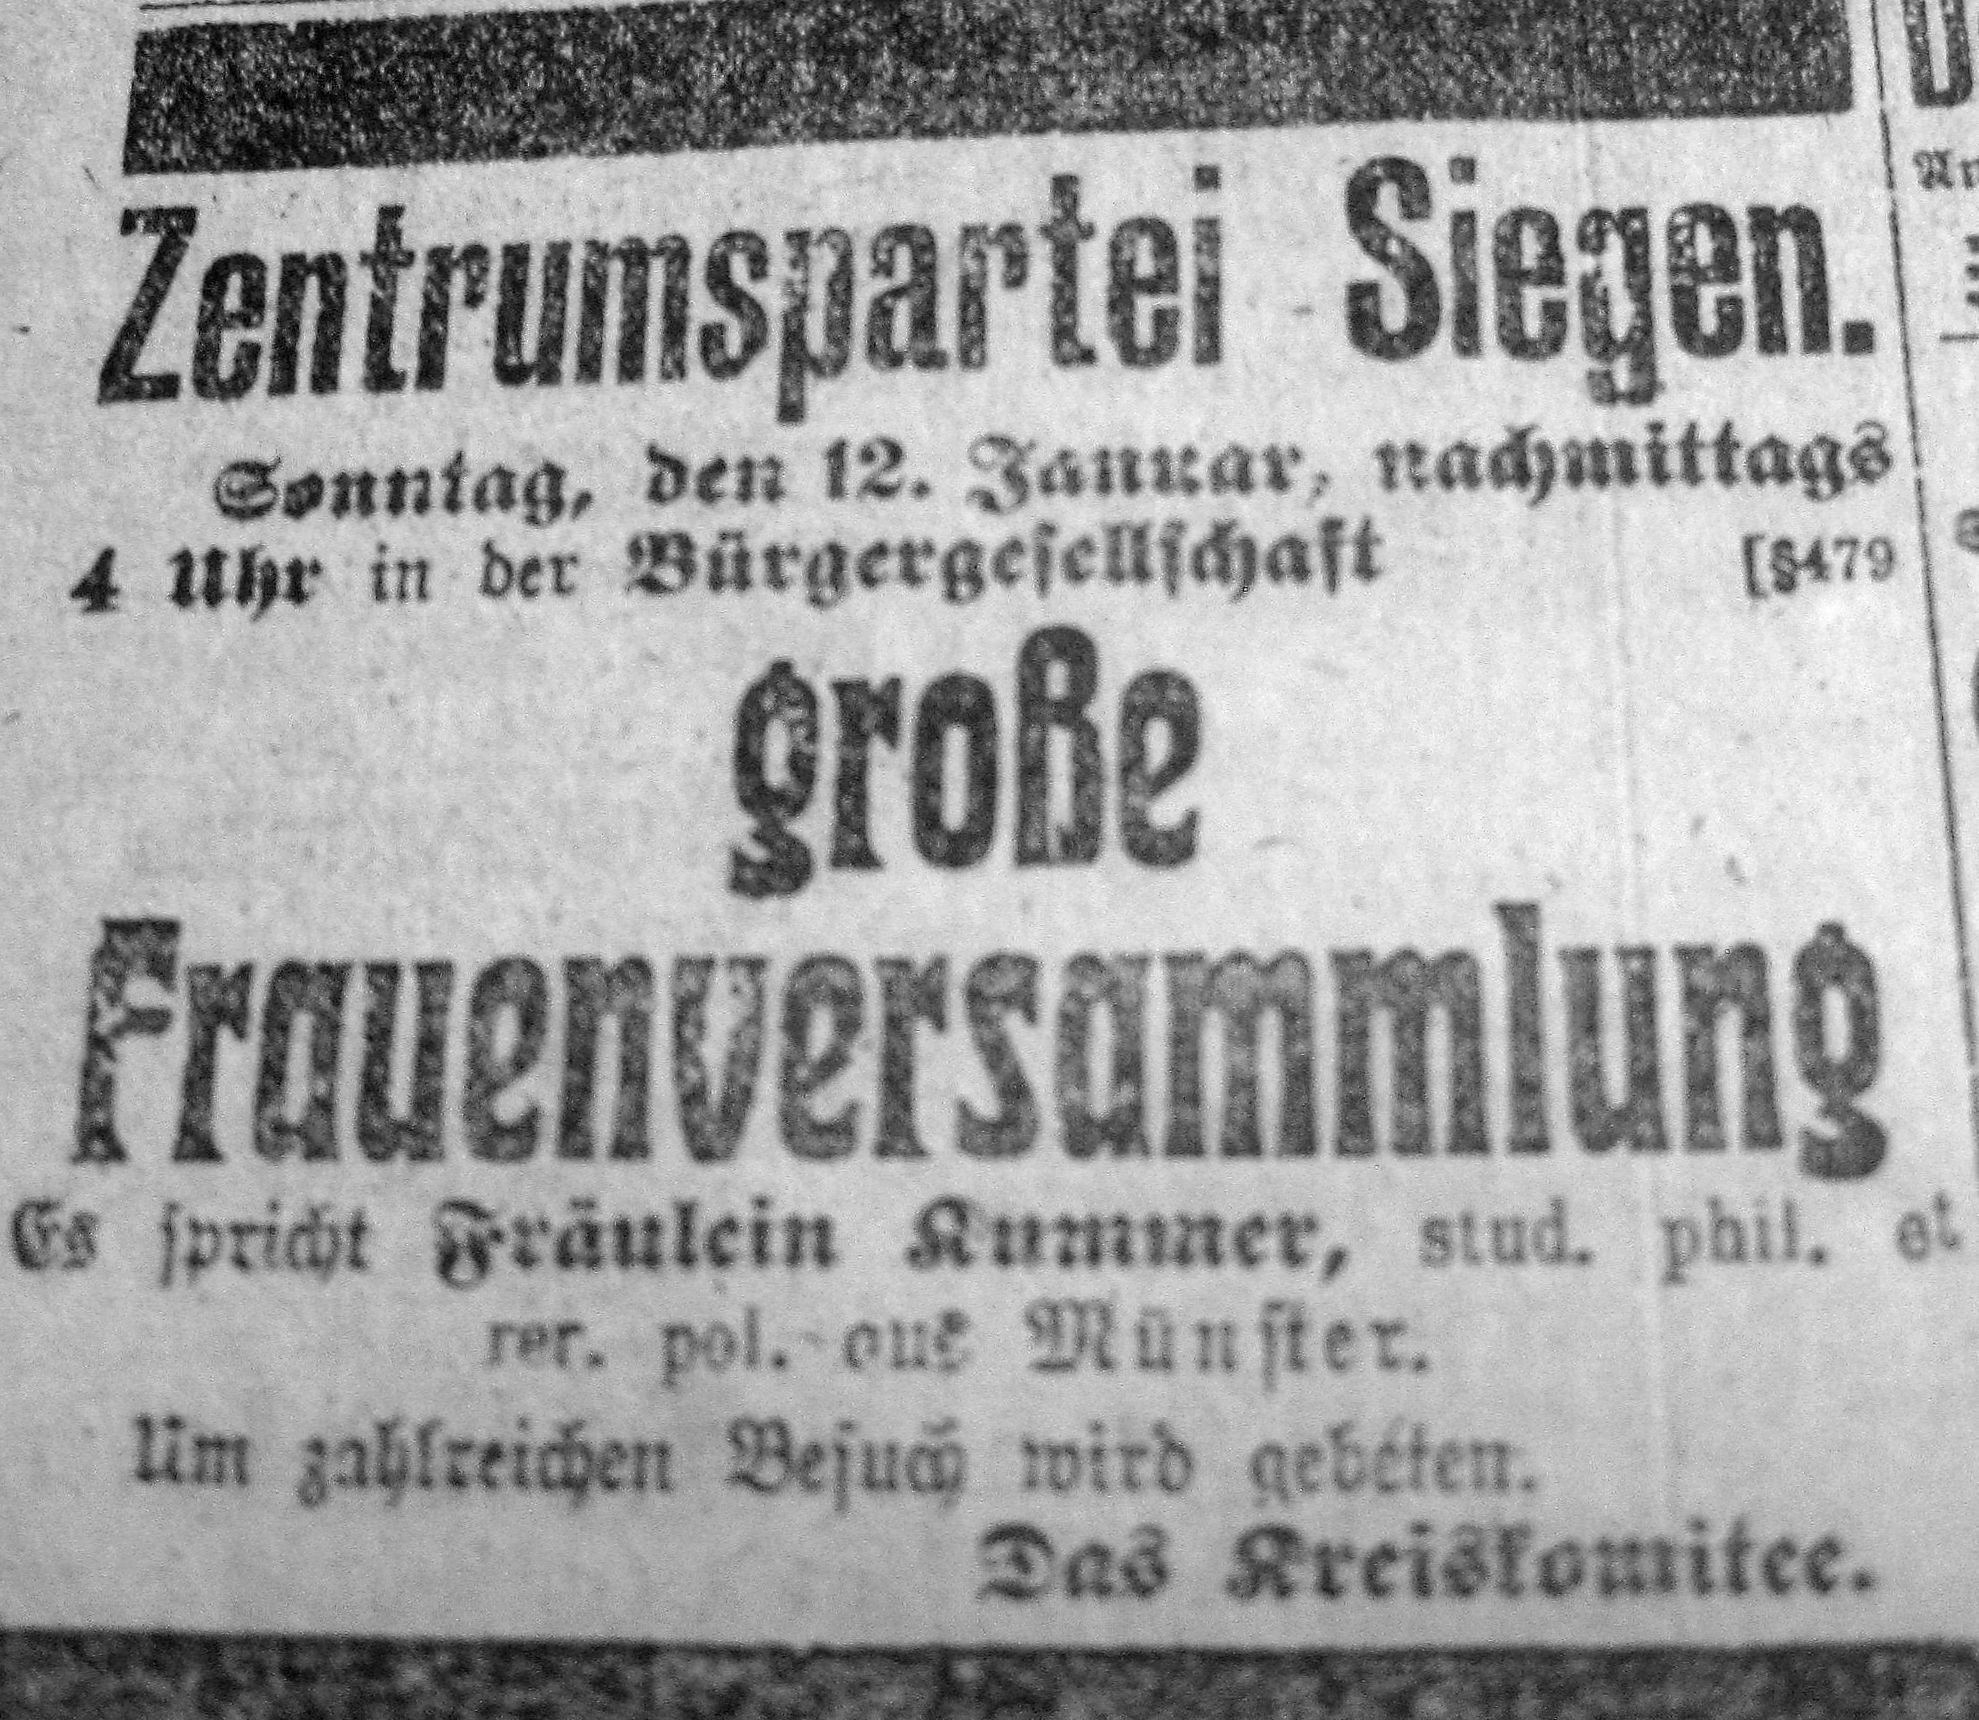 Zentrumspartei Siegen.
Sonntag, den 12. Januar, nachmittags
4 Uhr in der Bürgergesellschaft [§479
große
Frauenversammlung
Es spricht Fräulein Kummer, stud. phil. et
rer. pol. aus Münster.
Um zahlreichen Besuch wird gebeten.
Das Kreiskomitee.